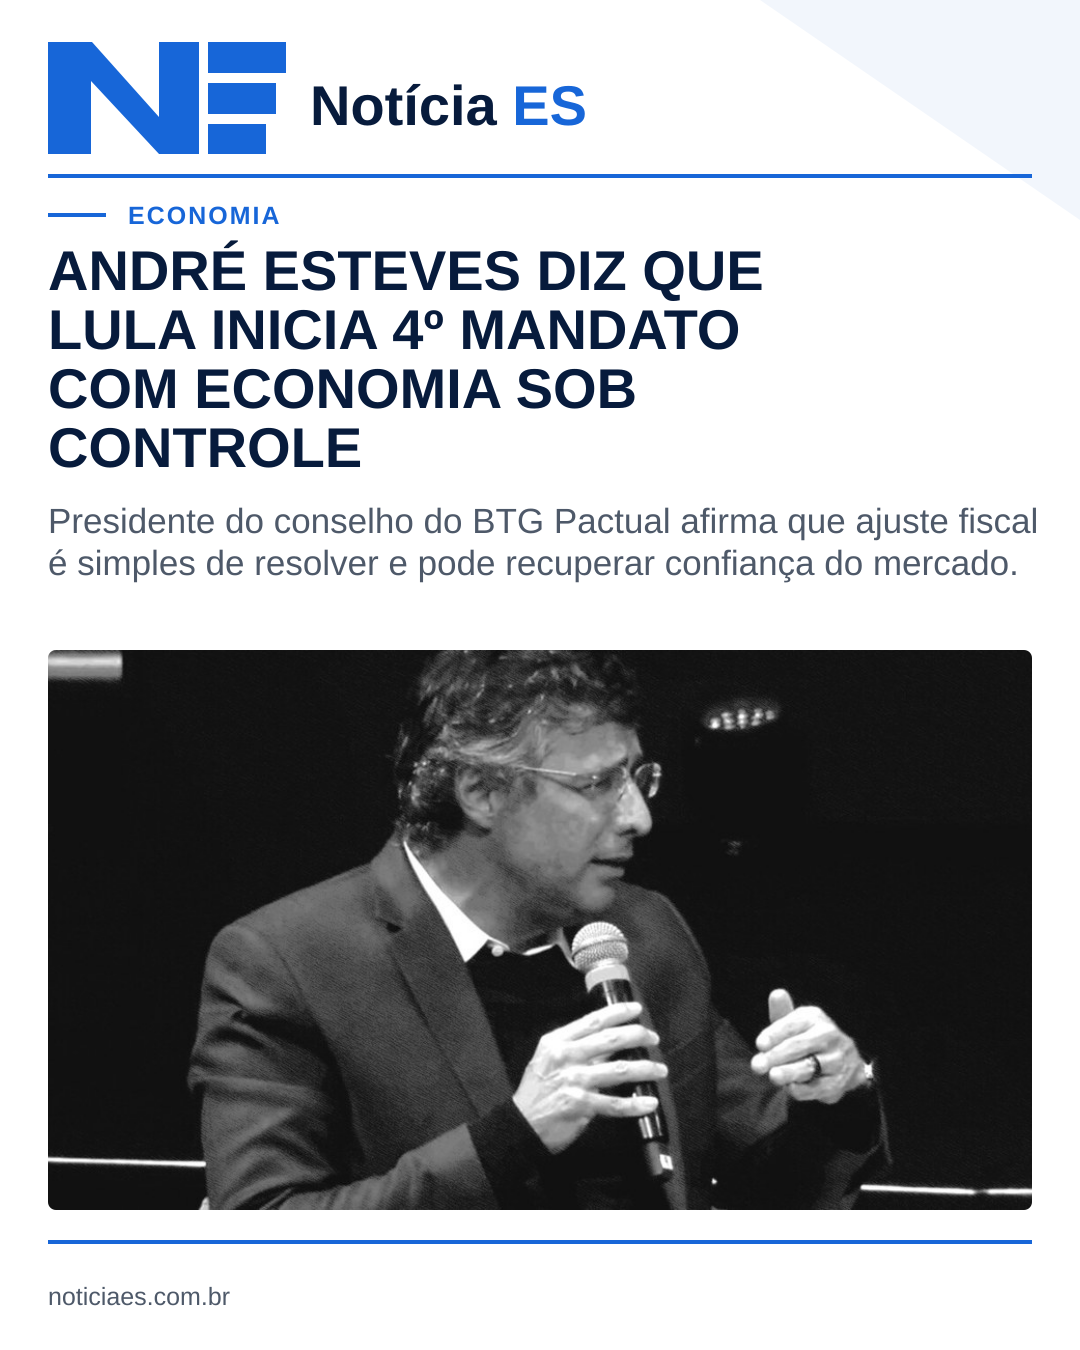 NE Notícia ES
ECONOMIA
ANDRÉ ESTEVES DIZ QUE
LULA INICIA 4º MANDATO
COM ECONOMIA SOB
CONTROLE
Presidente do conselho do BTG Pactual afirma que ajuste fiscal
é simples de resolver e pode recuperar confiança do mercado.
noticiaes.com.br